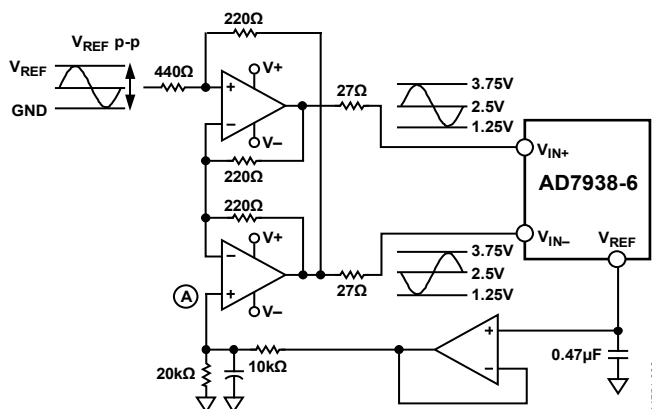 220Ω
VREF p-p
VREF
440Ω
GND
V+
+
–
V–
27Ω
3.75V
2.5V
1.25V
220Ω
VIN+
AD7938-6
220Ω
V+
–
+
V–
VIN–
VREF
3.75V
2.5V
1.25V
27Ω
A
+
–
0.47µF
20kΩ
10kΩ